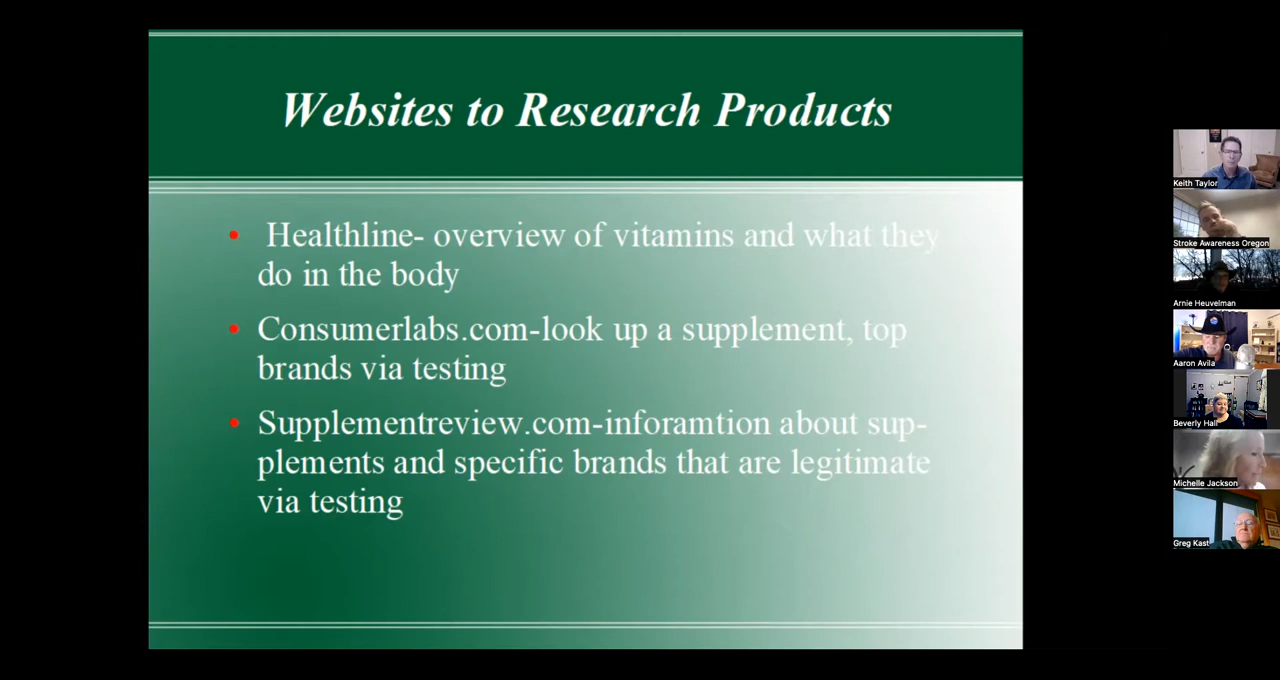 Websites to Research Products
Healthline- overview of vitamins and what they
do in the body
Consumerlabs.com-look up a supplement, top
brands via testing
Supplementreview.com-inforamtion about sup-
plements and specific brands that are legitimate
via testing
Keith Taylor
Stroke Awareness Oregon
Arnie Heuvelman
Aaron Avila
Beverly Hall
Michelle Jackson
Greg Kast